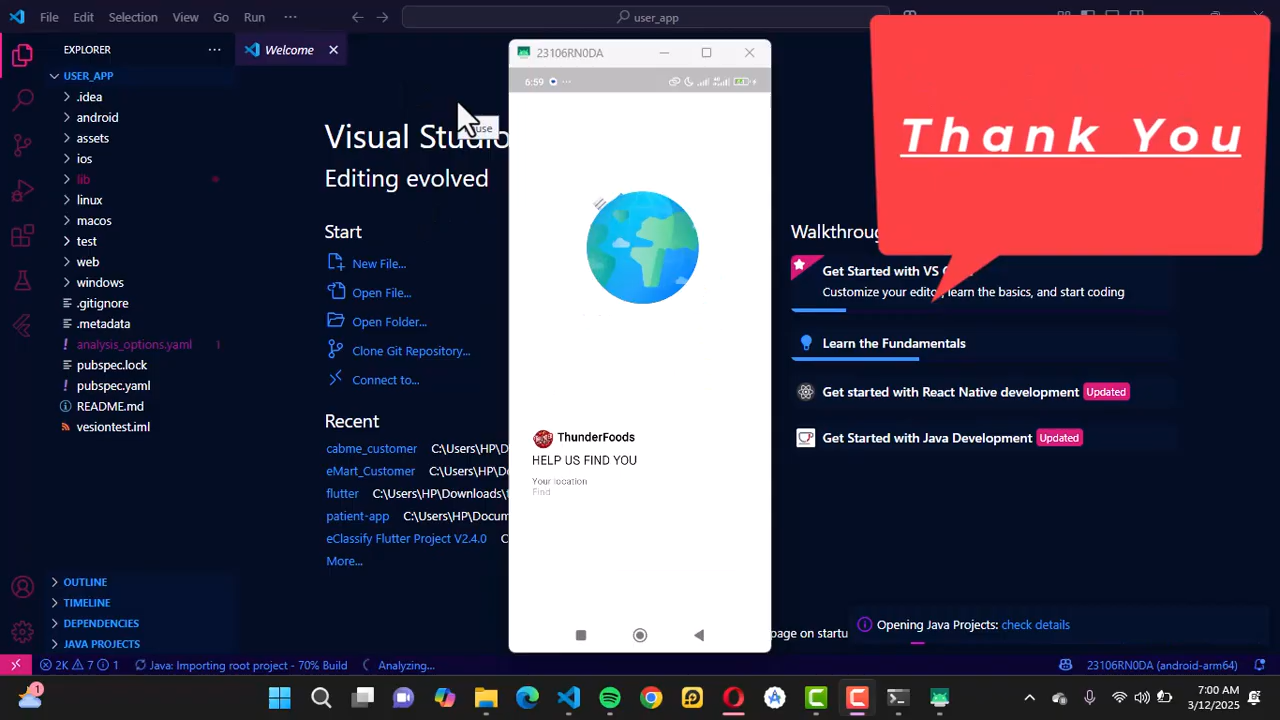 File Edit Selection View Go Run ···
user_app
EXPLORER ···
Welcome
USER_APP
.idea
android
assets
ios
lib
linux
macos
test
web
windows
.gitignore
.metadata
analysis_options.yaml 1
pubspec.lock
pubspec.yaml
README.md
vesiontest.iml
OUTLINE
TIMELINE
DEPENDENCIES
JAVA PROJECTS
Visual Studio
Editing evolved
Start
New File...
Open File...
Open Folder...
Clone Git Repository...
Connect to...
Recent
cabme_customer C:\Users\HP\D
eMart_Customer C:\Users\HP\D
flutter C:\Users\HP\Downloads\
patient-app C:\Users\HP\Docum
eClassify Flutter Project V2.4.0 C:
More...
23106RN0DA
6:59
ThunderFoods
HELP US FIND YOU
Your location
Find
Thank You
Get Started with VS
Customize your editor, learn the basics, and start coding
Learn the Fundamentals
Get started with React Native development Updated
Get Started with Java Development Updated
page on startu
Opening Java Projects: check details
2K 7 1 Java: Importing root project - 70% Build Analyzing... 23106RN0DA (android-arm64)
1
7:00 AM
3/12/2025